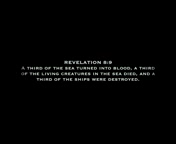 REVELATION 8:9
A THIRD OF THE SEA TURNED INTO BLOOD, A THIRD
OF THE LIVING CREATURES IN THE SEA DIED, AND A
THIRD OF THE SHIPS WERE DESTROYED.